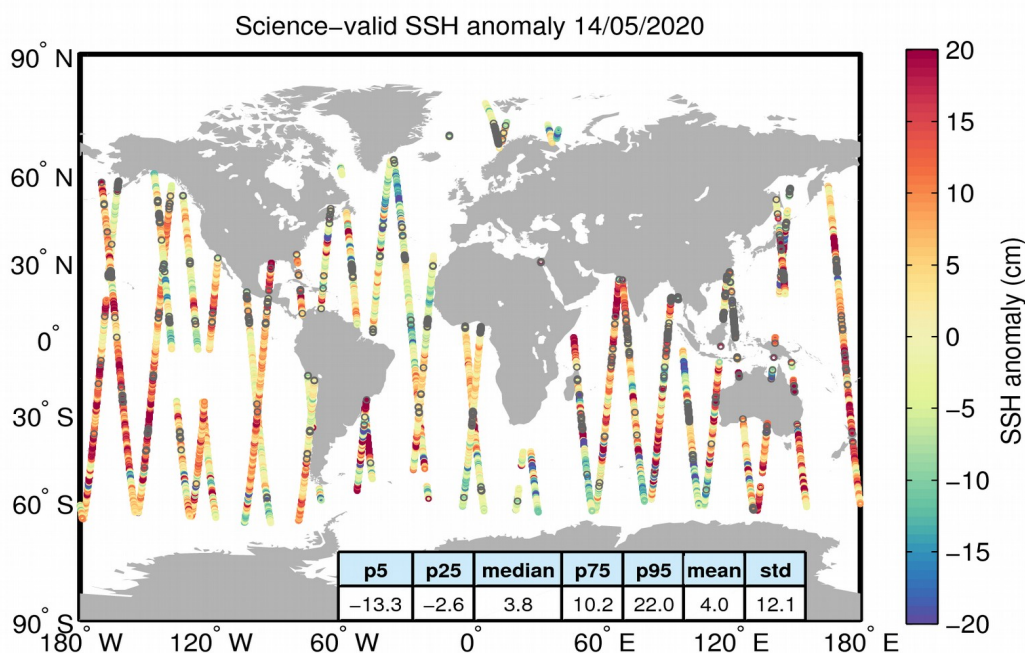 Science−valid SSH anomaly 14/05/2020
90° N
60° N
30° N
0°
30° S
60° S
90° S
180° W
120° W
60° W
0°
60° E
120° E
180° E
p5 p25 median p75 p95 mean std
−13.3 −2.6 3.8 10.2 22.0 4.0 12.1
20
15
10
5
0
−5
−10
−15
−20
SSH anomaly (cm)